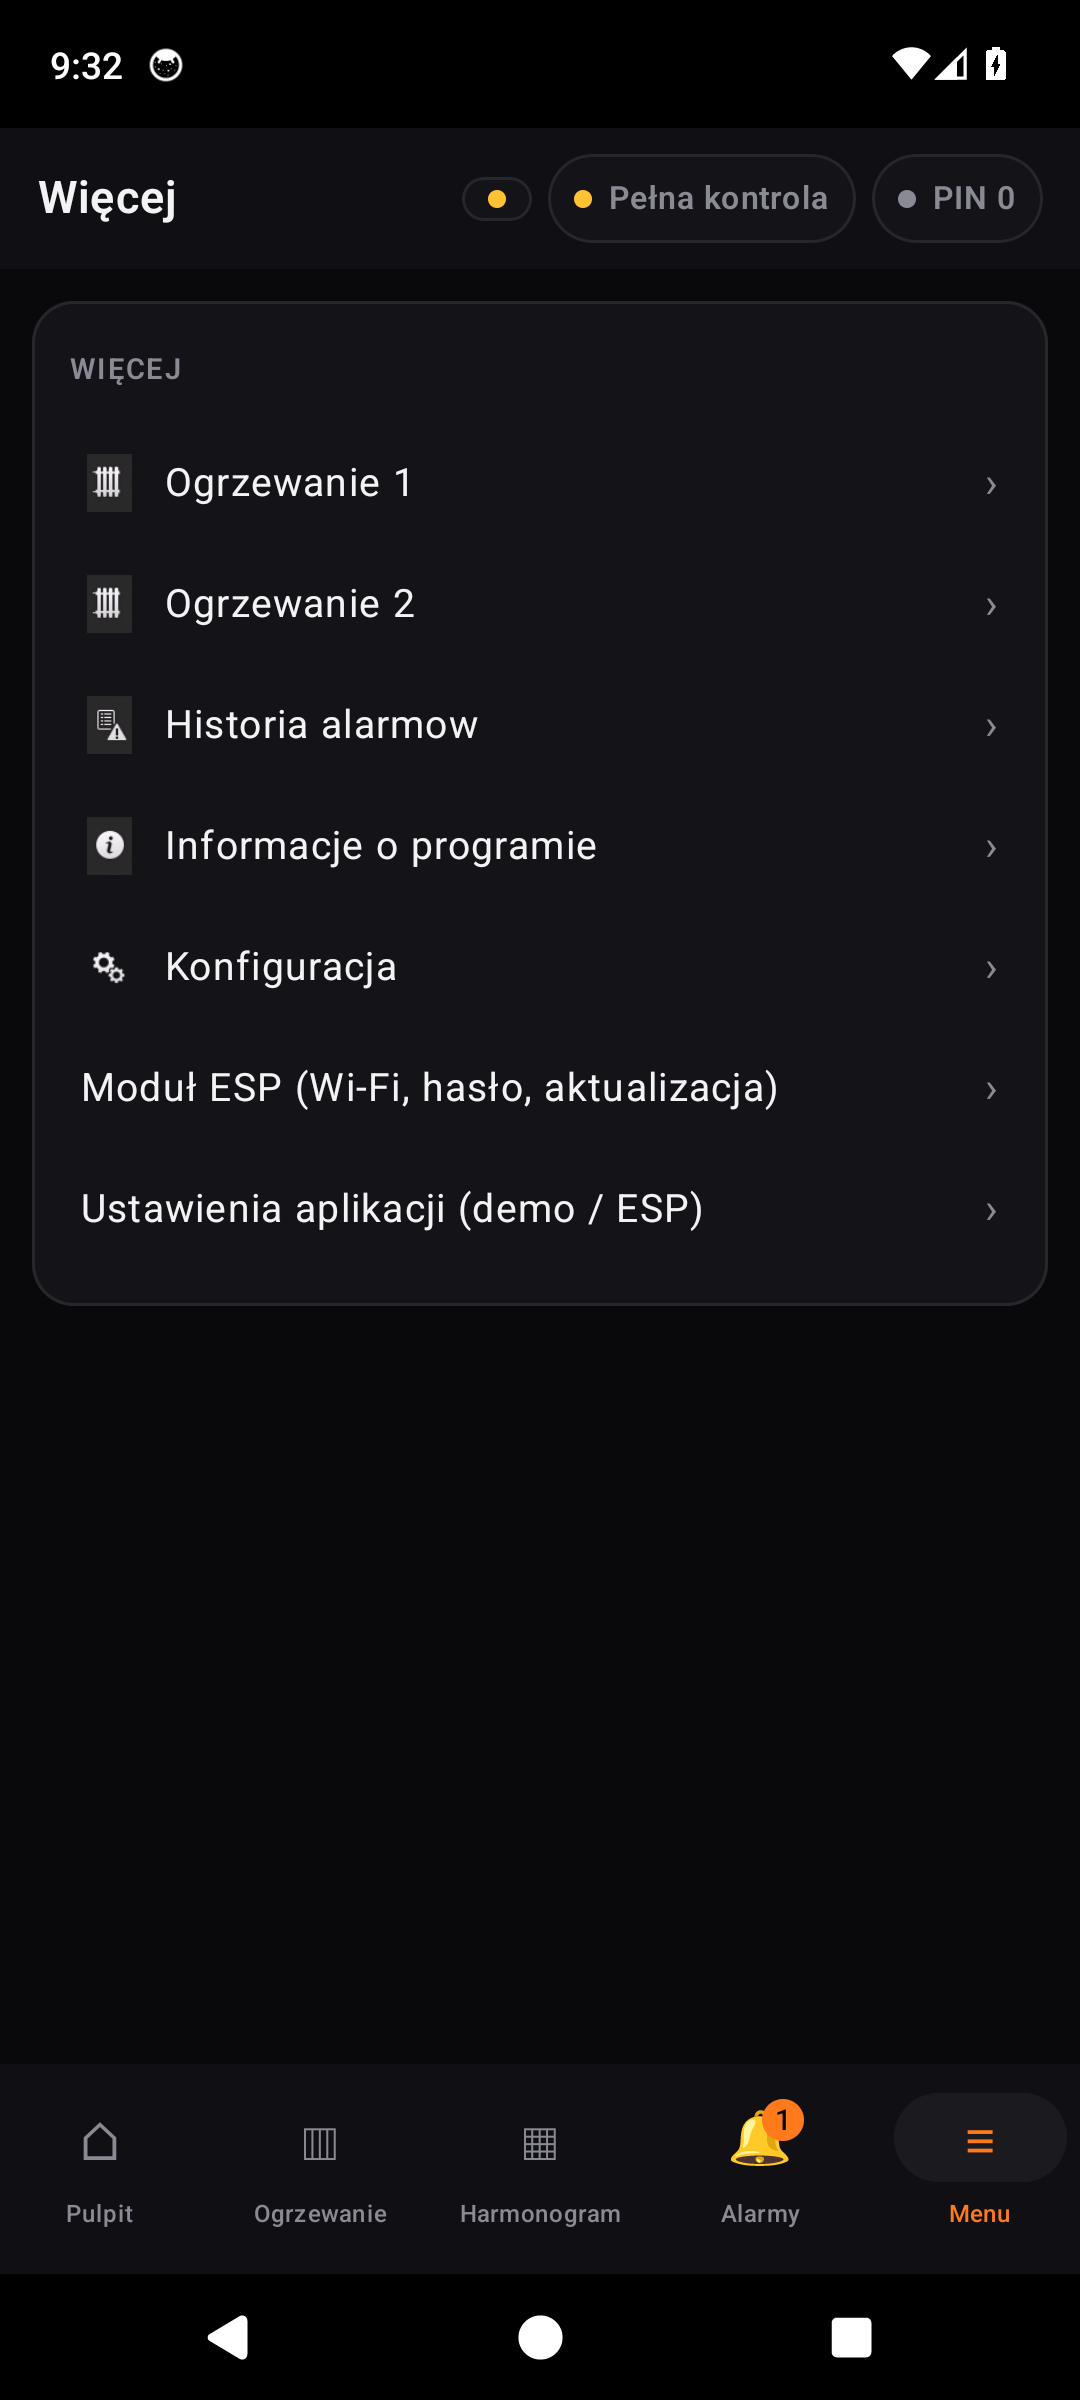 9:32
Więcej
Pełna kontrola
PIN 0
WIĘCEJ
Ogrzewanie 1
Ogrzewanie 2
Historia alarmow
Informacje o programie
Konfiguracja
Moduł ESP (Wi-Fi, hasło, aktualizacja)
Ustawienia aplikacji (demo / ESP)
1
Pulpit
Ogrzewanie
Harmonogram
Alarmy
Menu